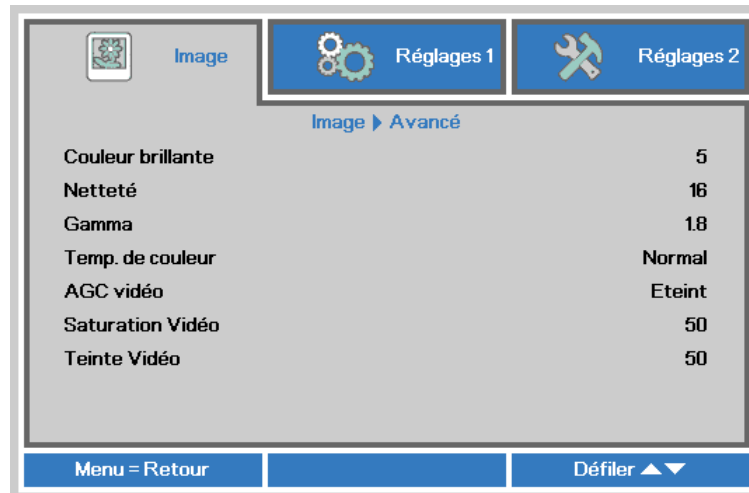 Image
Réglages 1
Réglages 2
Image ▶ Avancé
Couleur brillante 5
Netteté 16
Gamma 1.8
Temp. de couleur Normal
AGC vidéo Eteint
Saturation Vidéo 50
Teinte Vidéo 50
Menu = Retour
Défiler ▲▼